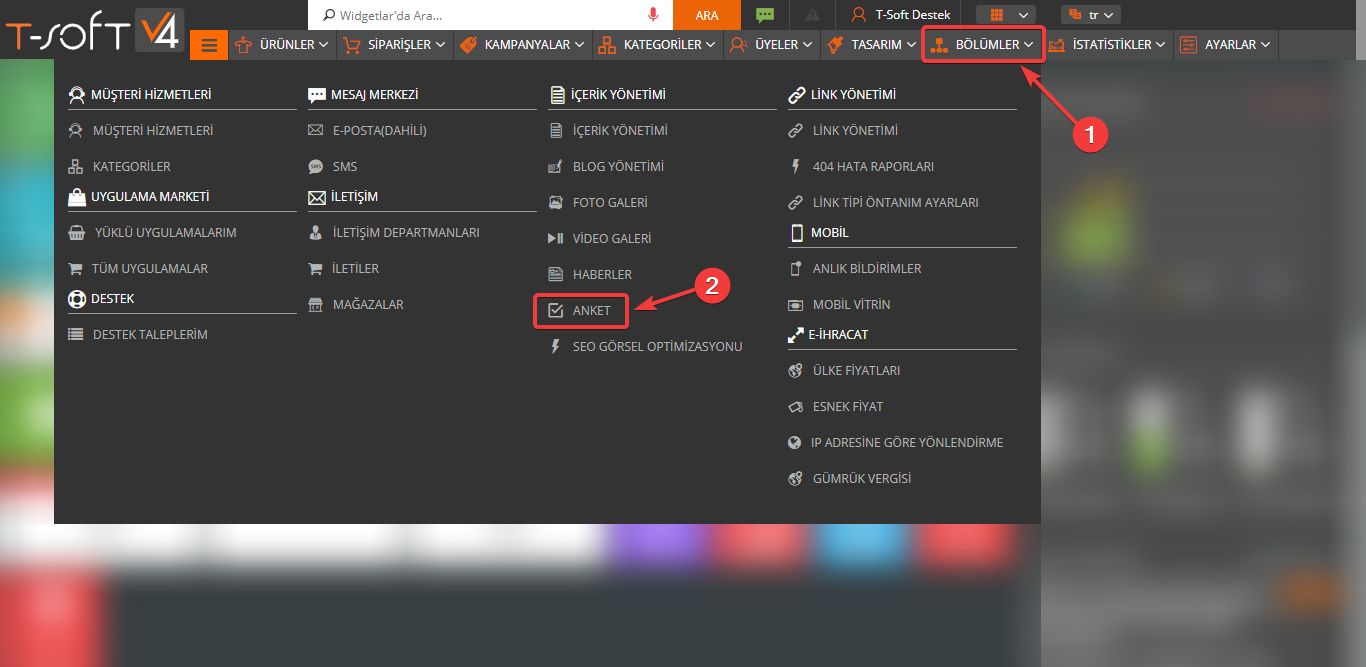 T-SOFT V4
Widgetlar'da Ara...
ARA
T-Soft Destek
tr
ÜRÜNLER
SİPARİŞLER
KAMPANYALAR
KATEGORİLER
ÜYELER
TASARIM
BÖLÜMLER
İSTATİSTİKLER
AYARLAR
1
MÜŞTERİ HİZMETLERİ
MÜŞTERİ HİZMETLERİ
KATEGORİLER
UYGULAMA MARKETİ
YÜKLÜ UYGULAMALARIM
TÜM UYGULAMALAR
DESTEK
DESTEK TALEPLERİM
MESAJ MERKEZİ
E-POSTA(DAHİLİ)
SMS
SMS
İLETİŞİM
İLETİŞİM DEPARTMANLARI
İLETİLER
MAĞAZALAR
İÇERİK YÖNETİMİ
İÇERİK YÖNETİMİ
BLOG YÖNETİMİ
FOTO GALERİ
VİDEO GALERİ
HABERLER
ANKET
2
SEO GÖRSEL OPTİMİZASYONU
LİNK YÖNETİMİ
LİNK YÖNETİMİ
404 HATA RAPORLARI
LİNK TİPİ ÖNTANIM AYARLARI
MOBİL
ANLIK BİLDİRİMLER
MOBİL VİTRİN
E-İHRACAT
ÜLKE FİYATLARI
ESNEK FİYAT
IP ADRESİNE GÖRE YÖNLENDİRME
GÜMRÜK VERGİSİ